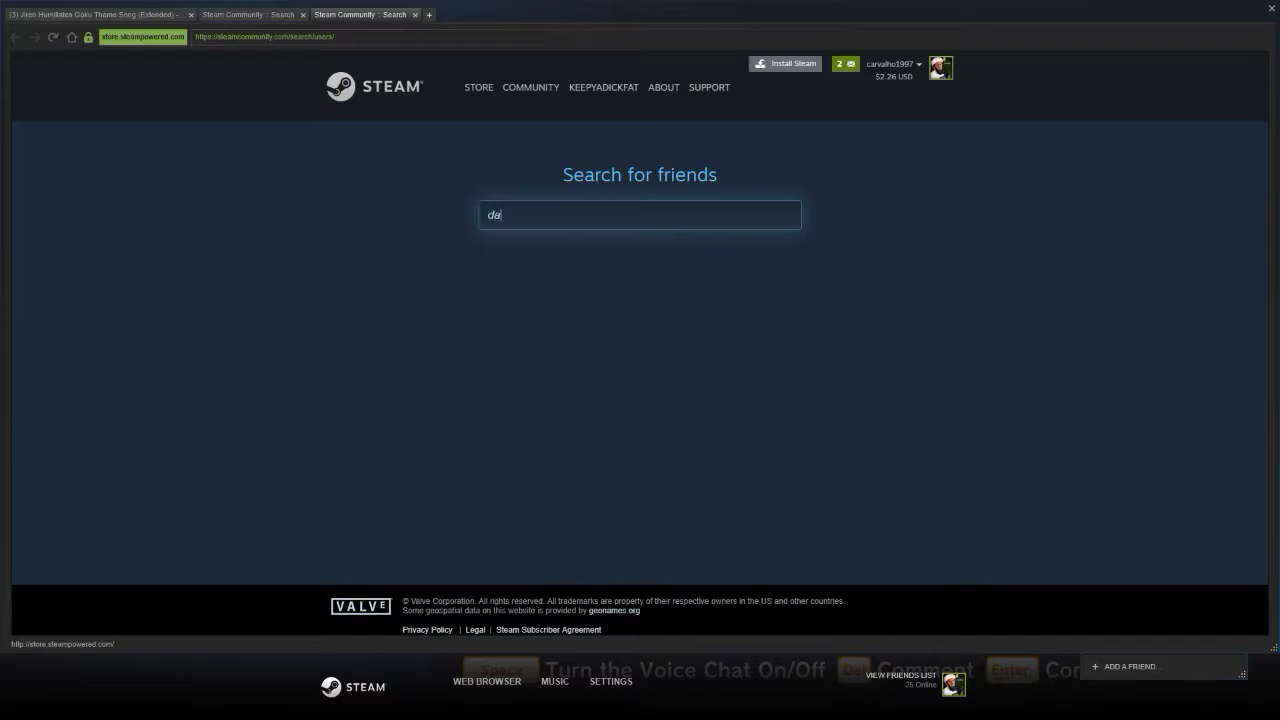 (3) Jiren Humiliates Goku Theme Song (Extended) - × Steam Community :: Search × Steam Community :: Search × +
store.steampowered.com https://steamcommunity.com/search/users/
STEAM® STORE COMMUNITY KEEPYADICKFAT ABOUT SUPPORT
Install Steam 2 carvalho1997
$2.26 USD
Search for friends
da
VALVE © Valve Corporation. All rights reserved. All trademarks are property of their respective owners in the US and other countries.
Some geospatial data on this website is provided by geonames.org
Privacy Policy | Legal | Steam Subscriber Agreement
http://store.steampowered.com/
Space Turn the Voice Chat On/Off Del Comment Enter Con
+ ADD A FRIEND...
STEAM WEB BROWSER MUSIC SETTINGS VIEW FRIENDS LIST
25 Online